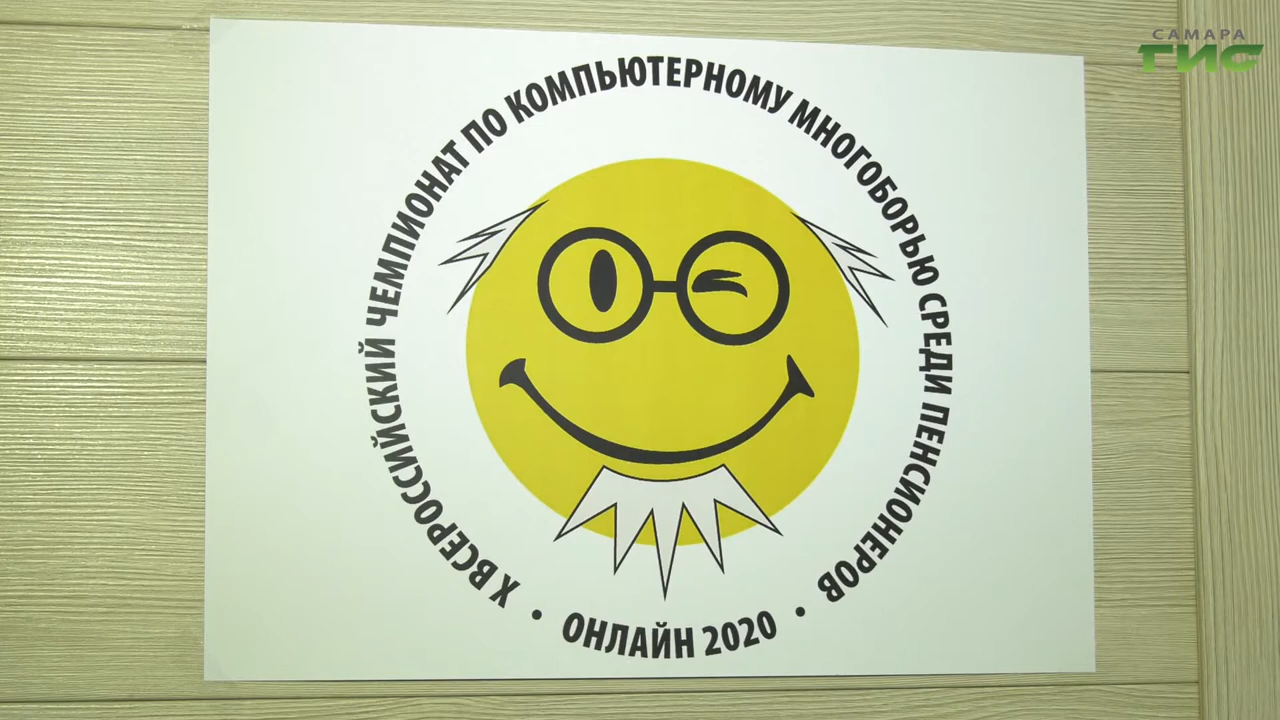 X ВСЕРОССИЙСКИЙ ЧЕМПИОНАТ ПО КОМПЬЮТЕРНОМУ МНОГОБОРЬЮ СРЕДИ ПЕНСИОНЕРОВ
• ОНЛАЙН 2020 •
САМАРА
ГИС